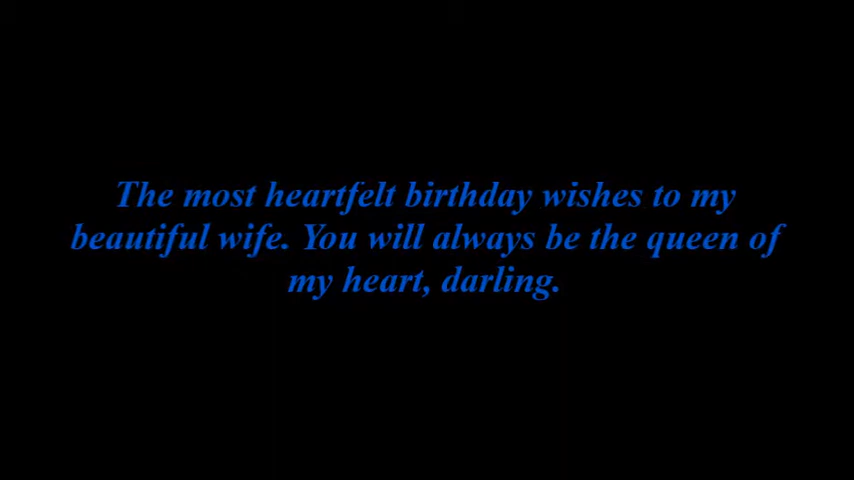 The most heartfelt birthday wishes to my
beautiful wife. You will always be the queen of
my heart, darling.